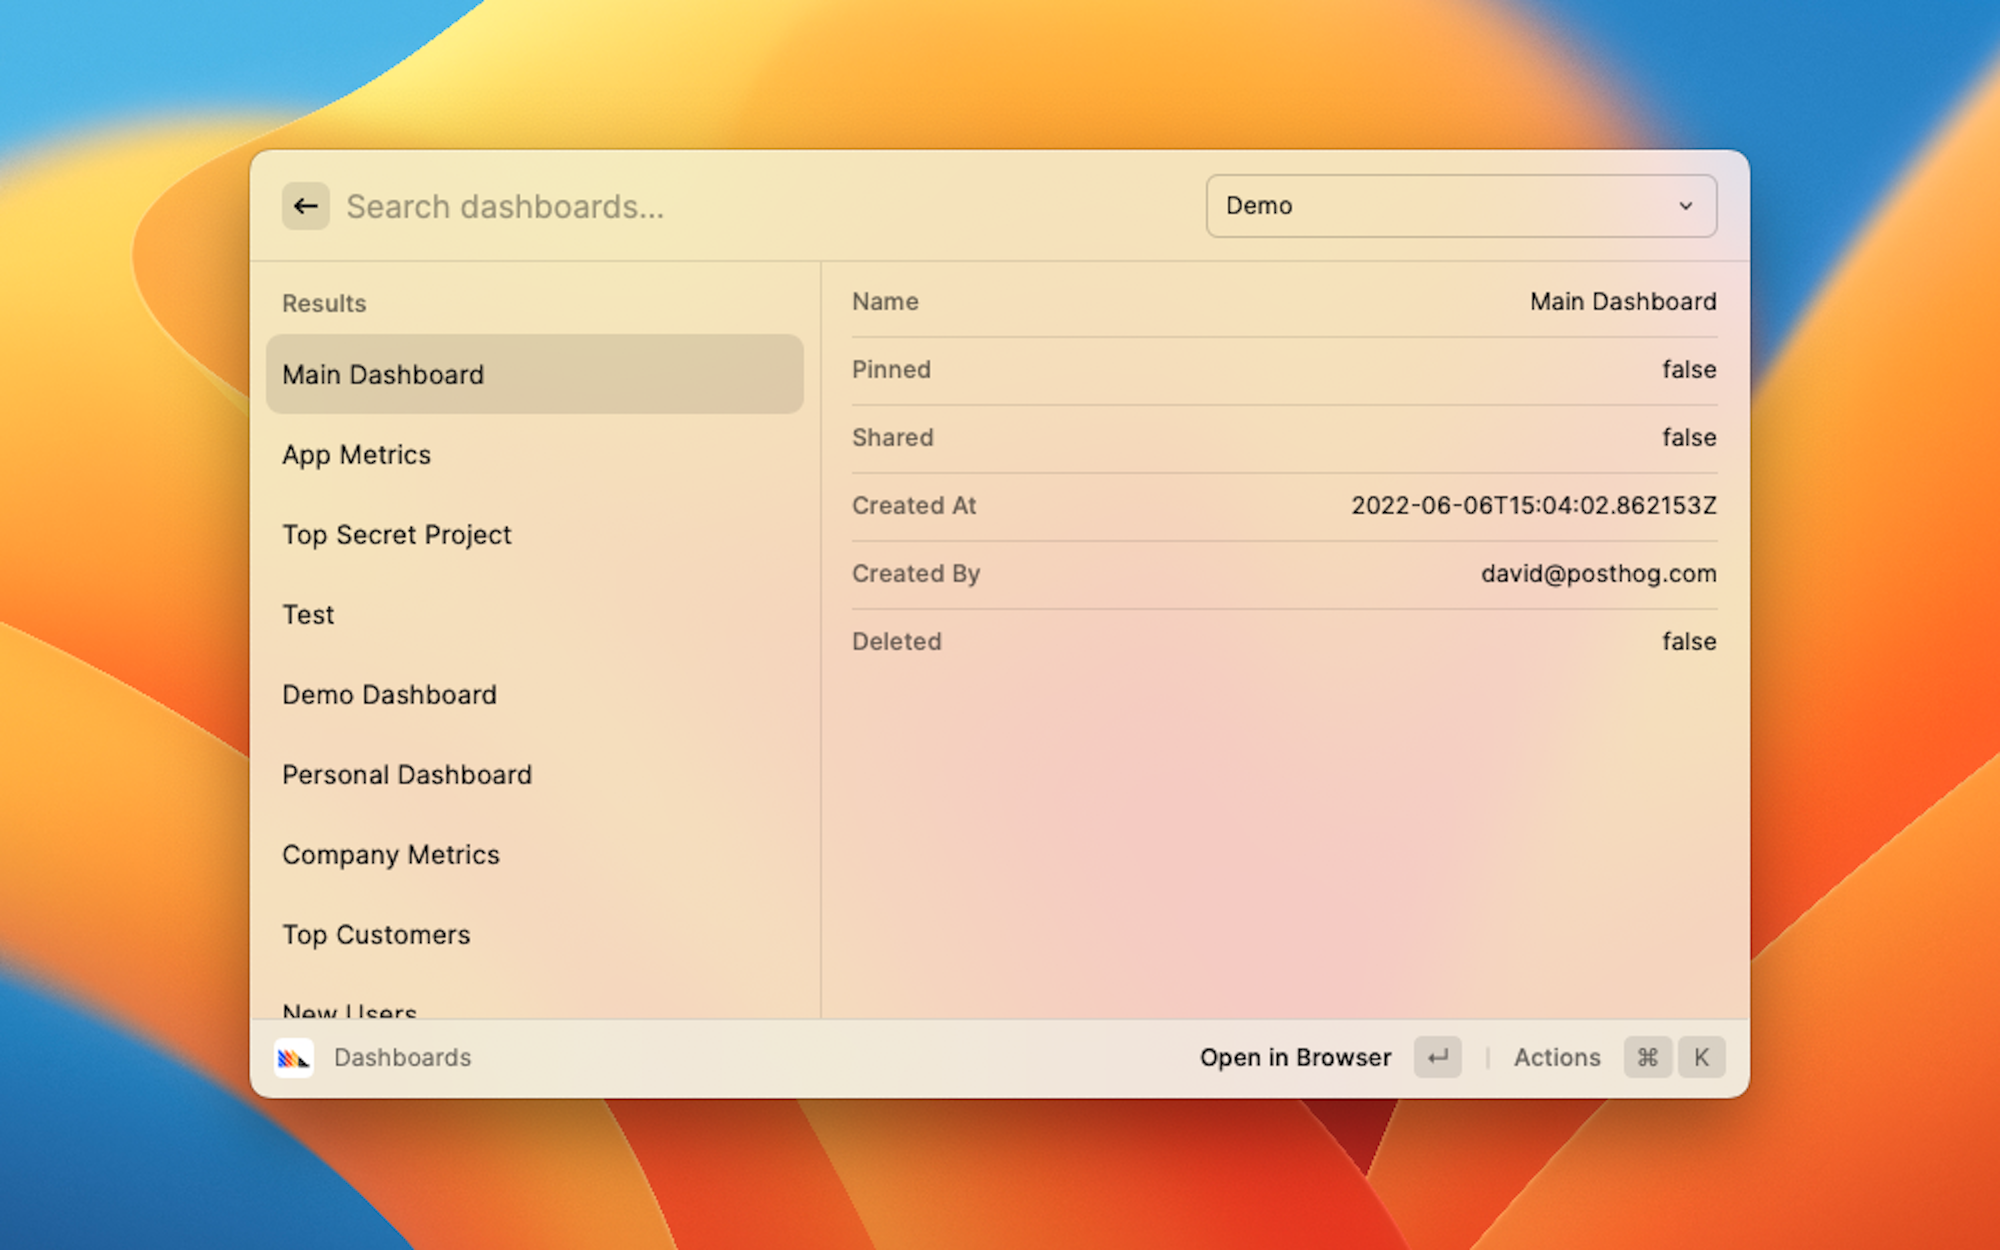 Search dashboards...
Demo
Results
Main Dashboard
App Metrics
Top Secret Project
Test
Demo Dashboard
Personal Dashboard
Company Metrics
Top Customers
New Users
Name Main Dashboard
Pinned false
Shared false
Created At 2022-06-06T15:04:02.862153Z
Created By david@posthog.com
Deleted false
Dashboards
Open in Browser ↵ | Actions ⌘ K